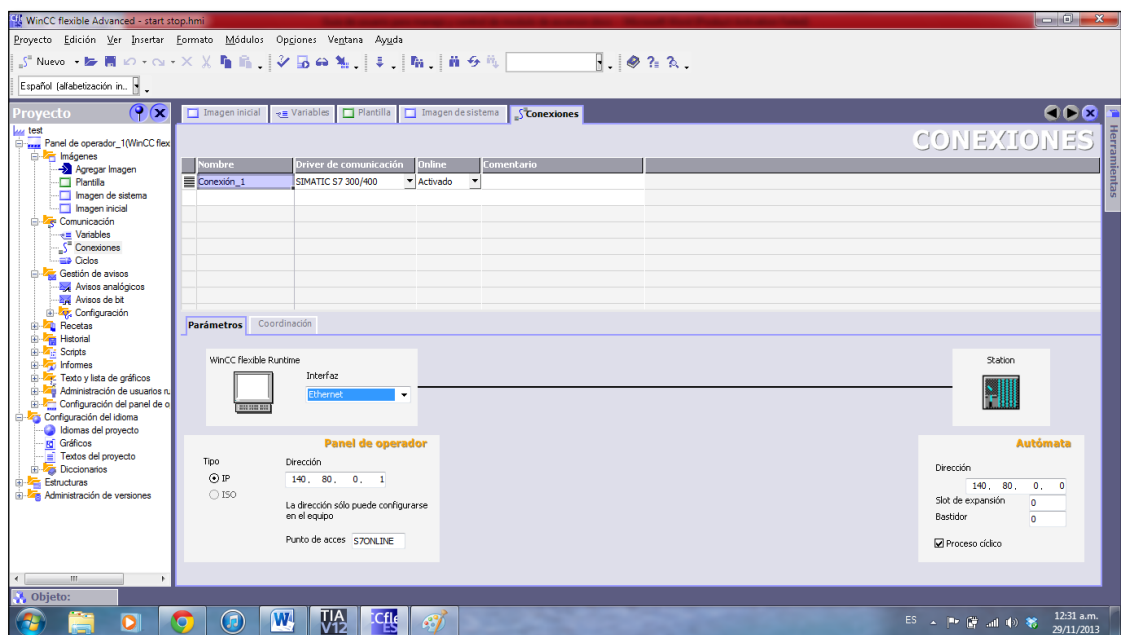 WinCC flexible Advanced - start stop.hmi
Proyecto Edición Ver Insertar Formato Módulos Opciones Ventana Ayuda
Nuevo
Español (alfabetización in..
Proyecto
test
Panel de operador_1(WinCC flex
Imágenes
Agregar Imagen
Plantilla
Imagen de sistema
Imagen inicial
Comunicación
Variables
Conexiones
Ciclos
Gestión de avisos
Avisos analógicos
Avisos de bit
Configuración
Recetas
Historial
Scripts
Informes
Texto y lista de gráficos
Administración de usuarios ru
Configuración del panel de o
Configuración del idioma
Idiomas del proyecto
Gráficos
Textos del proyecto
Diccionarios
Estructuras
Administración de versiones
Imagen inicial Variables Plantilla Imagen de sistema Conexiones
CONEXIONES
Herramientas
Nombre Driver de comunicación Online Comentario
Conexión_1 SIMATIC S7 300/400 Activado
Parámetros Coordinación
WinCC flexible Runtime
Interfaz
Ethernet
Station
Panel de operador
Tipo
IP
ISO
Dirección
140 . 80 . 0 . 1
La dirección sólo puede configurarse
en el equipo
Punto de acces S7ONLINE
Autómata
Dirección
140 . 80 . 0 . 0
Slot de expansión 0
Bastidor 0
Proceso cíclico
Objeto:
TIA
V12
ES
12:31 a.m.
29/11/2013